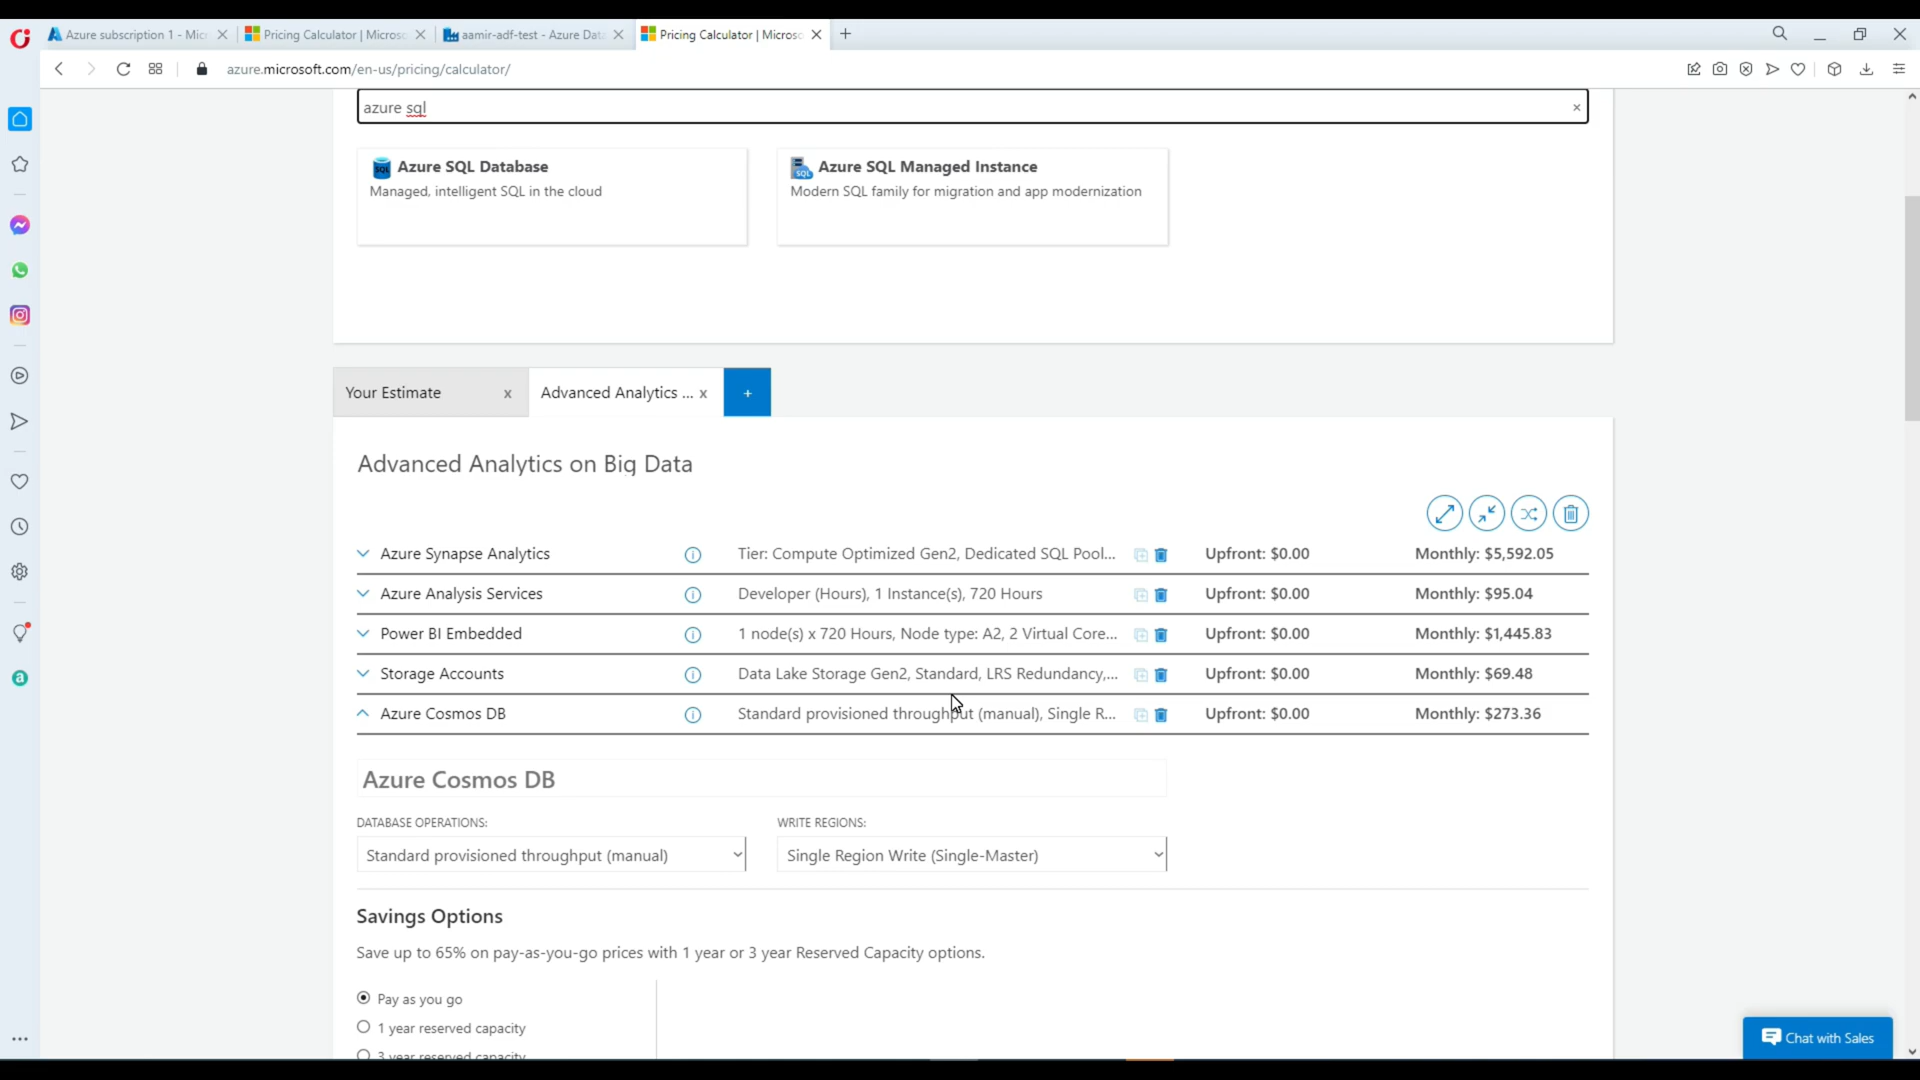 Azure subscription 1 - Micr
Pricing Calculator | Microso
aamir-adf-test - Azure Data
Pricing Calculator | Microso
azure.microsoft.com/en-us/pricing/calculator/
azure sql
Azure SQL Database
Managed, intelligent SQL in the cloud
Azure SQL Managed Instance
Modern SQL family for migration and app modernization
Your Estimate x
Advanced Analytics ... x
+
Advanced Analytics on Big Data
Azure Synapse Analytics Tier: Compute Optimized Gen2, Dedicated SQL Pool... Upfront: $0.00 Monthly: $5,592.05
Azure Analysis Services Developer (Hours), 1 Instance(s), 720 Hours Upfront: $0.00 Monthly: $95.04
Power BI Embedded 1 node(s) x 720 Hours, Node type: A2, 2 Virtual Core... Upfront: $0.00 Monthly: $1,445.83
Storage Accounts Data Lake Storage Gen2, Standard, LRS Redundancy,... Upfront: $0.00 Monthly: $69.48
Azure Cosmos DB Standard provisioned throughput (manual), Single R... Upfront: $0.00 Monthly: $273.36
Azure Cosmos DB
DATABASE OPERATIONS:
Standard provisioned throughput (manual)
WRITE REGIONS:
Single Region Write (Single-Master)
Savings Options
Save up to 65% on pay-as-you-go prices with 1 year or 3 year Reserved Capacity options.
Pay as you go
1 year reserved capacity
3 year reserved capacity
Chat with Sales